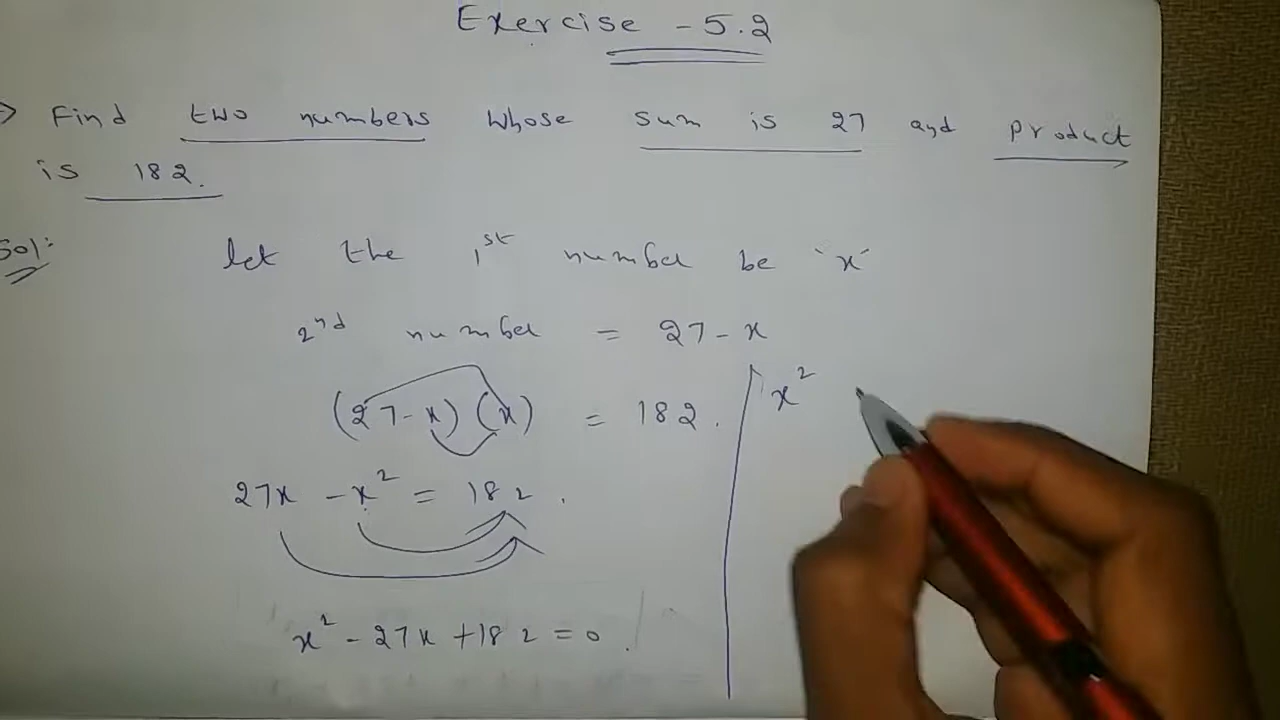 Exercise - 5.2
→ Find two numbers whose sum is 27 and product
is 182.
Sol:
let the 1st number be 'x'
2nd number = 27 - x
(27 - x) (x) = 182.
27x - x² = 182.
x² - 27x + 182 = 0.
x²